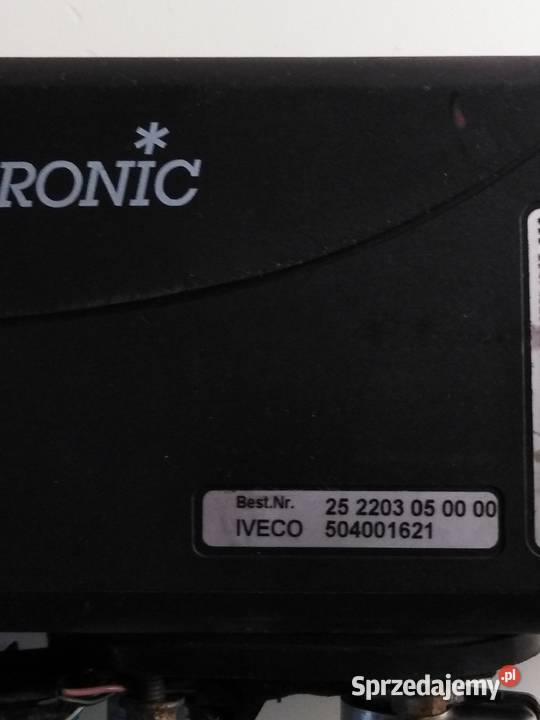 RONIC
Best.Nr. 25 2203 05 00 00
IVECO 504001621
Sprzedajemy.pl